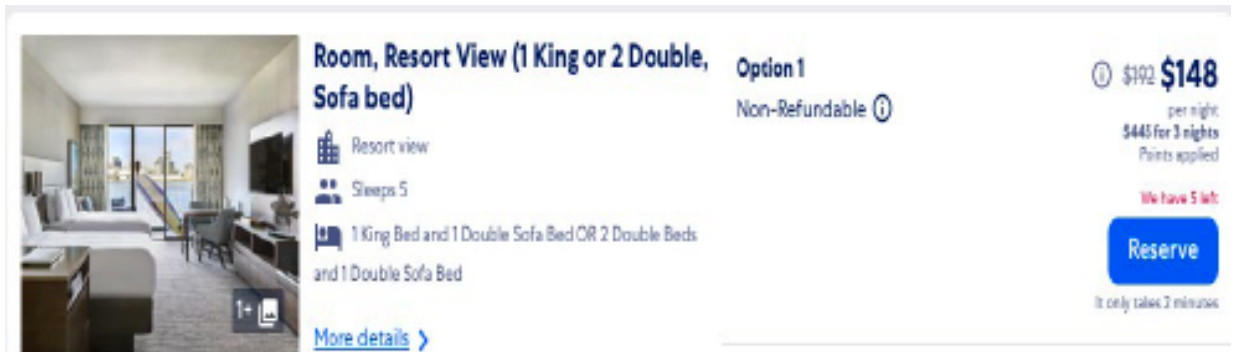 Room, Resort View (1 King or 2 Double,
Sofa bed)
Resort view
Sleeps 5
1 King Bed and 1 Double Sofa Bed OR 2 Double Beds
and 1 Double Sofa Bed
More details
1+
Option 1
Non-Refundable
$192 $148
per night
$445 for 3 nights
Points applied
We have 5 left
Reserve
It only takes 2 minutes